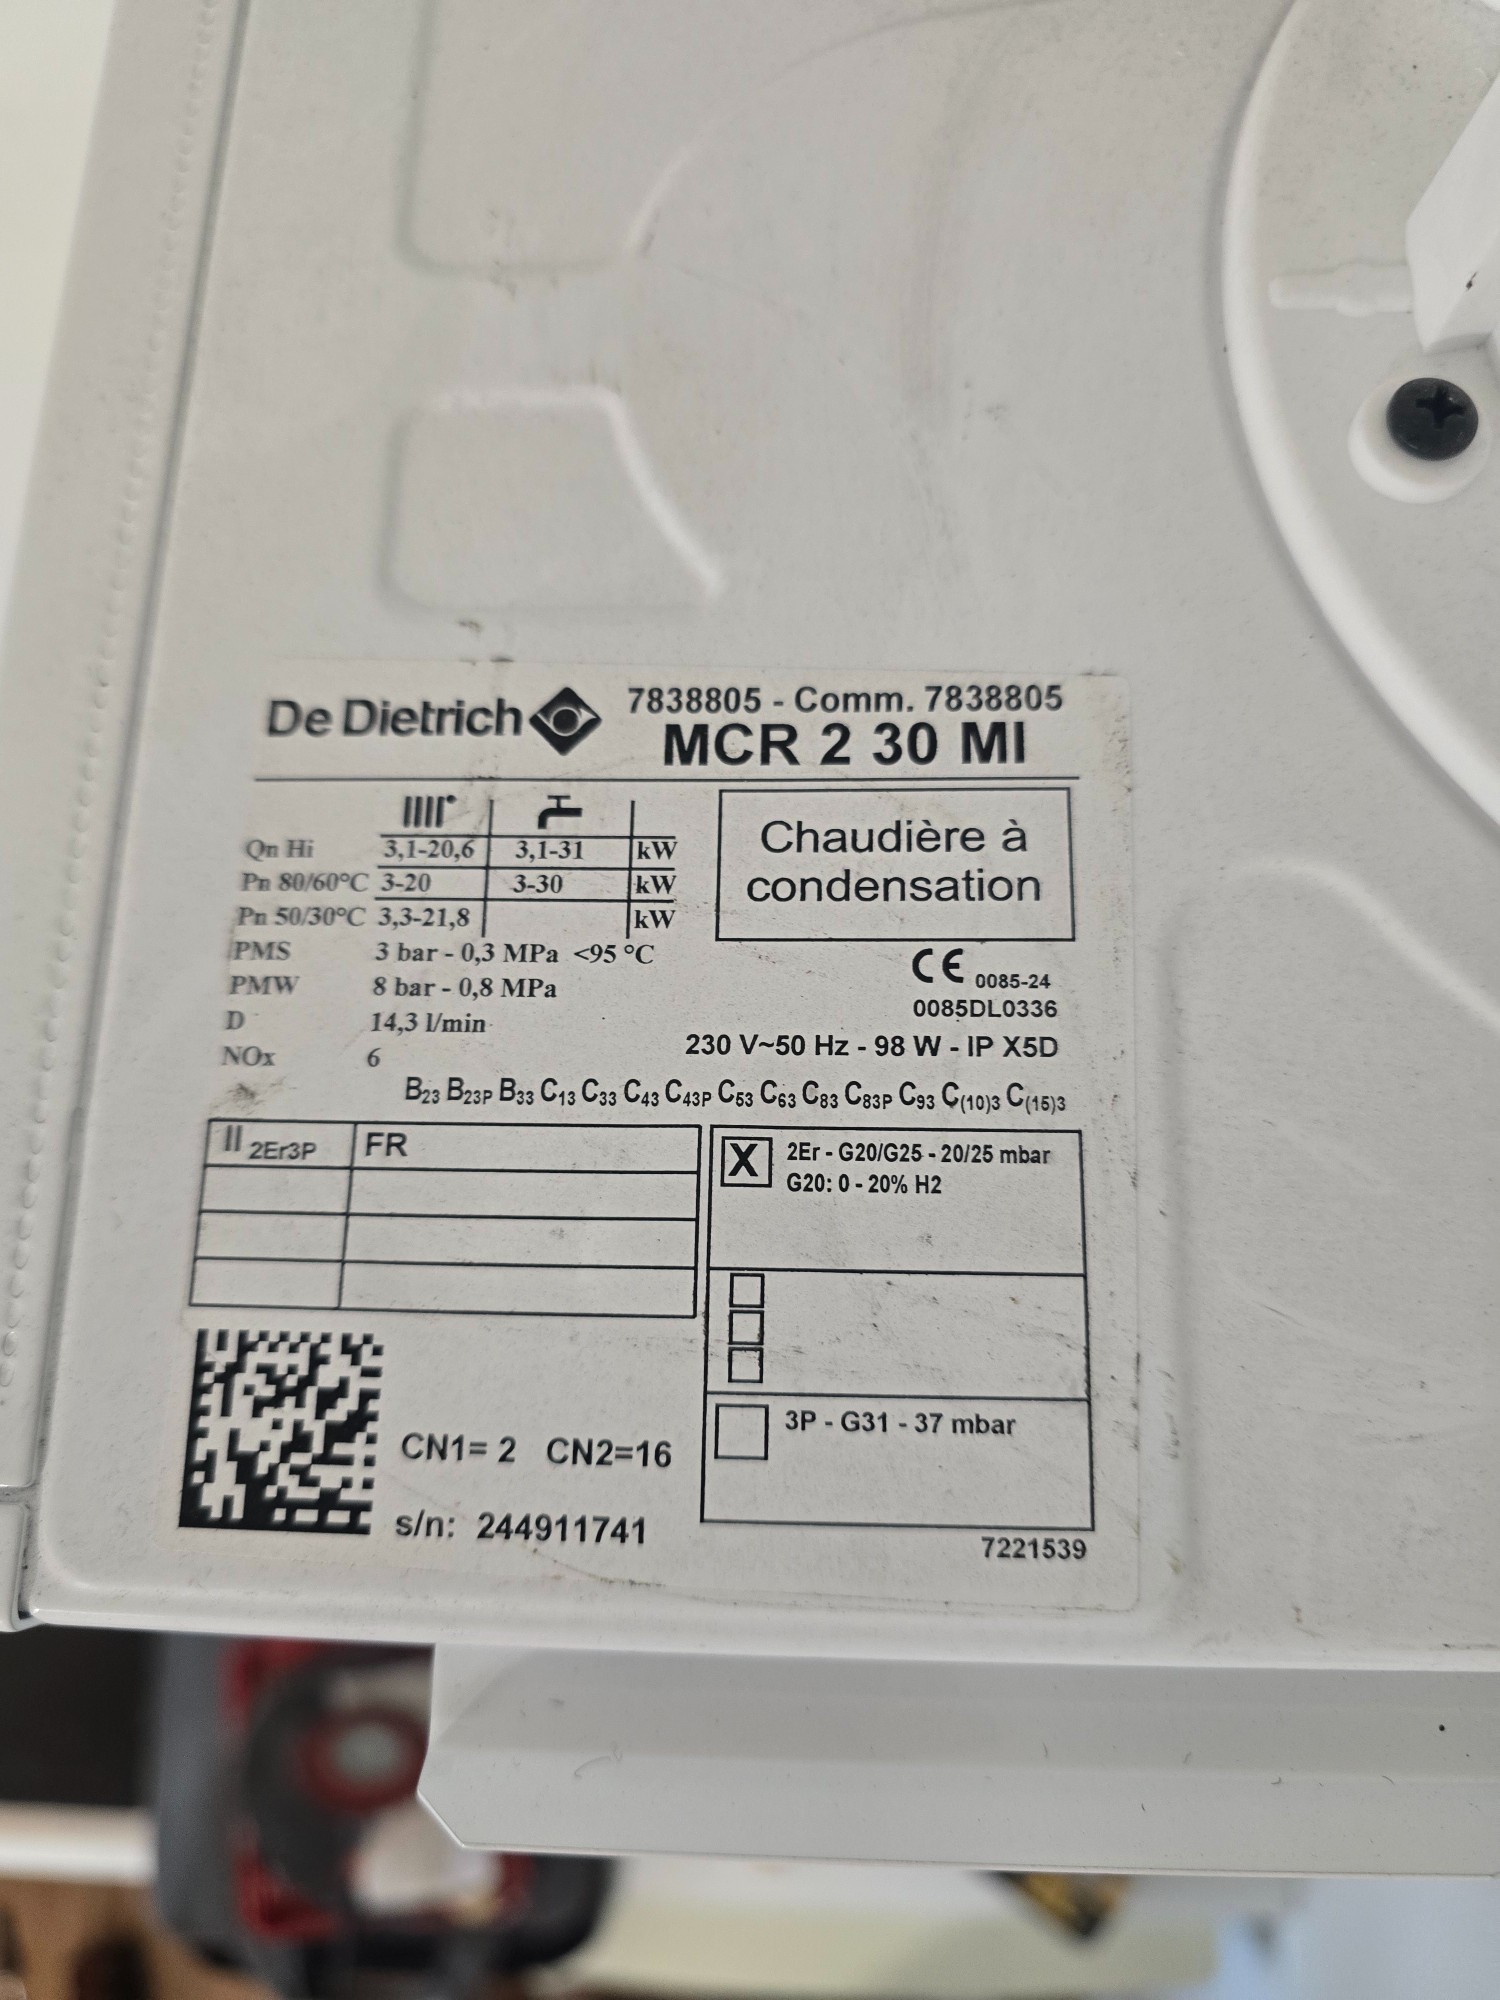 De Dietrich
7838805 - Comm. 7838805
MCR 2 30 MI
Qn Hi 3,1-20,6 3,1-31 kW
Pn 80/60°C 3-20 3-30 kW
Pn 50/30°C 3,3-21,8 kW
PMS 3 bar - 0,3 MPa <95 °C
PMW 8 bar - 0,8 MPa
D 14,3 l/min
NOx 6
Chaudière à
condensation
CE 0085-24
0085DL0336
230 V~50 Hz - 98 W - IP X5D
B23 B23P B33 C13 C33 C43 C43P C53 C63 C83 C83P C93 C(10)3 C(15)3
II 2Er3P FR
X 2Er - G20/G25 - 20/25 mbar
G20: 0 - 20% H2
3P - G31 - 37 mbar
CN1= 2 CN2=16
s/n: 244911741
7221539